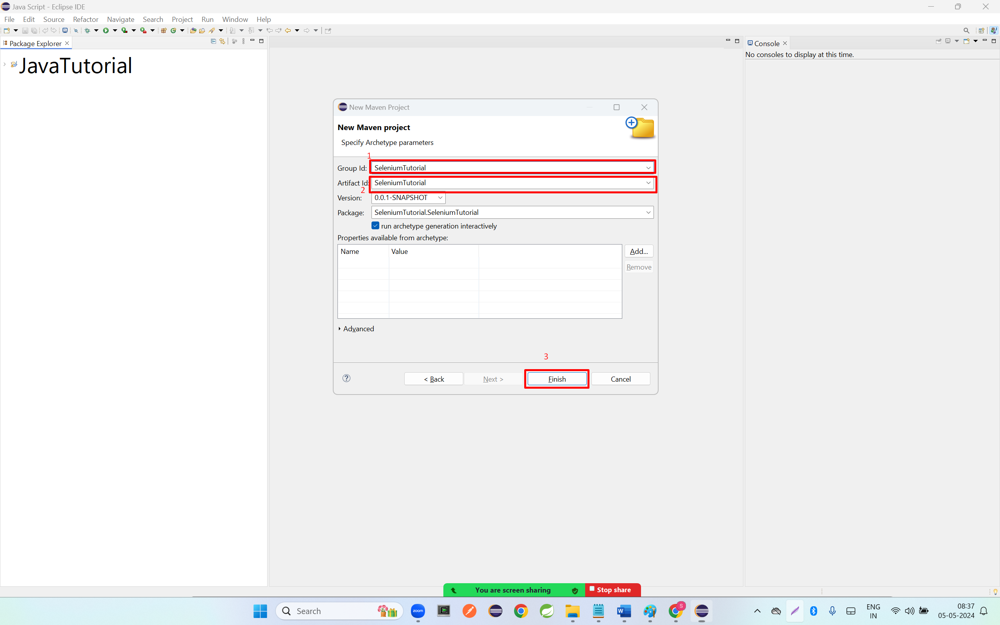 Java Script - Eclipse IDE
File Edit Source Refactor Navigate Search Project Run Window Help
Package Explorer
JavaTutorial
Console
No consoles to display at this time.
New Maven Project
New Maven project
Specify Archetype parameters
1
Group Id: SeleniumTutorial
Artifact Id: SeleniumTutorial
2
Version: 0.0.1-SNAPSHOT
Package: SeleniumTutorial.SeleniumTutorial
run archetype generation interactively
Properties available from archetype:
Name Value
Add...
Remove
Advanced
3
< Back Next > Finish Cancel
You are screen sharing Stop share
Search
zoom
W
S
ENG
IN
08:37
05-05-2024